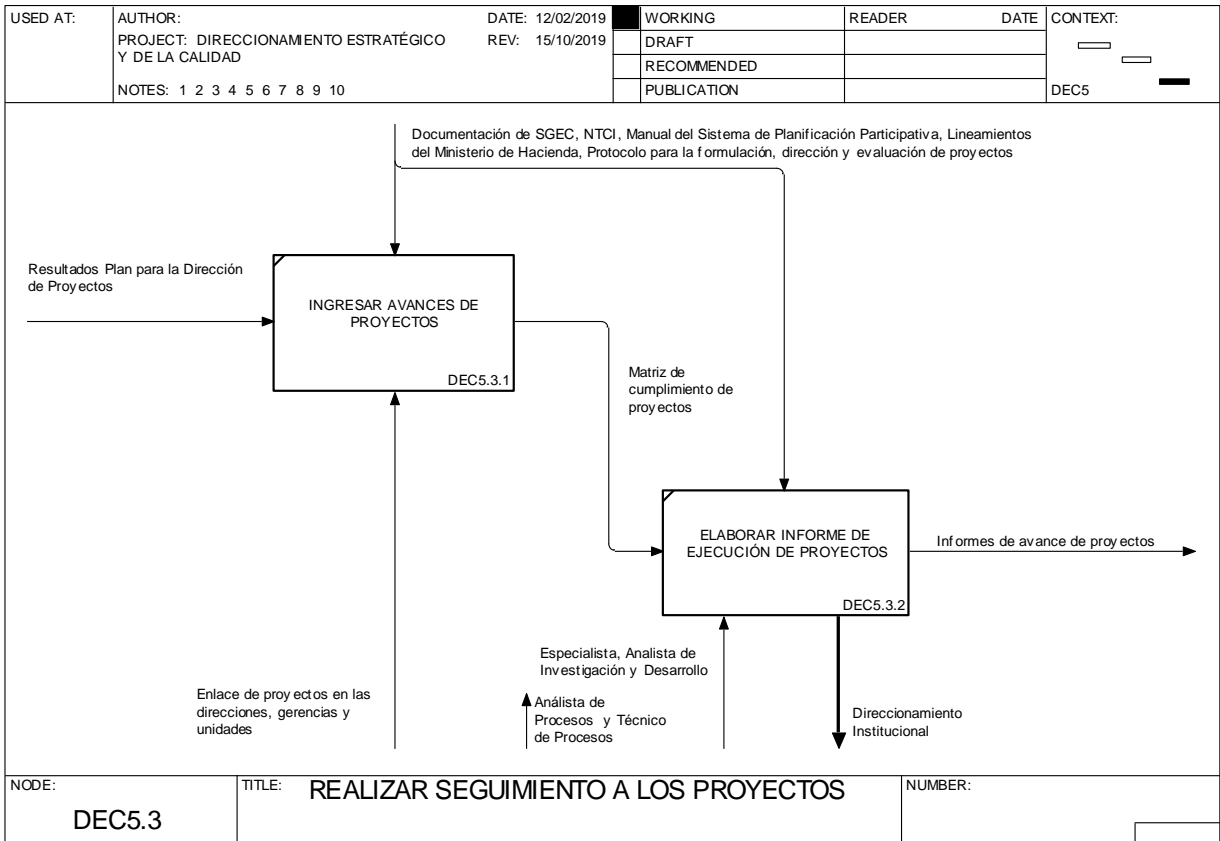 USED AT:
AUTHOR:
DATE: 12/02/2019
PROJECT: DIRECCIONAMIENTO ESTRATÉGICO
Y DE LA CALIDAD
REV: 15/10/2019
NOTES: 1 2 3 4 5 6 7 8 9 10
WORKING
DRAFT
RECOMMENDED
PUBLICATION
READER
DATE
CONTEXT:
DEC5
Documentación de SGEC, NTCI, Manual del Sistema de Planificación Participativa, Lineamientos
del Ministerio de Hacienda, Protocolo para la formulación, dirección y evaluación de proyectos
Resultados Plan para la Dirección
de Proyectos
INGRESAR AVANCES DE
PROYECTOS
DEC5.3.1
Matriz de
cumplimiento de
proyectos
ELABORAR INFORME DE
EJECUCIÓN DE PROYECTOS
DEC5.3.2
Informes de avance de proyectos
Especialista, Analista de
Investigación y Desarrollo
Enlace de proyectos en las
direcciones, gerencias y
unidades
Análista de
Procesos y Técnico
de Procesos
Direccionamiento
Institucional
NODE:
DEC5.3
TITLE:
REALIZAR SEGUIMIENTO A LOS PROYECTOS
NUMBER: